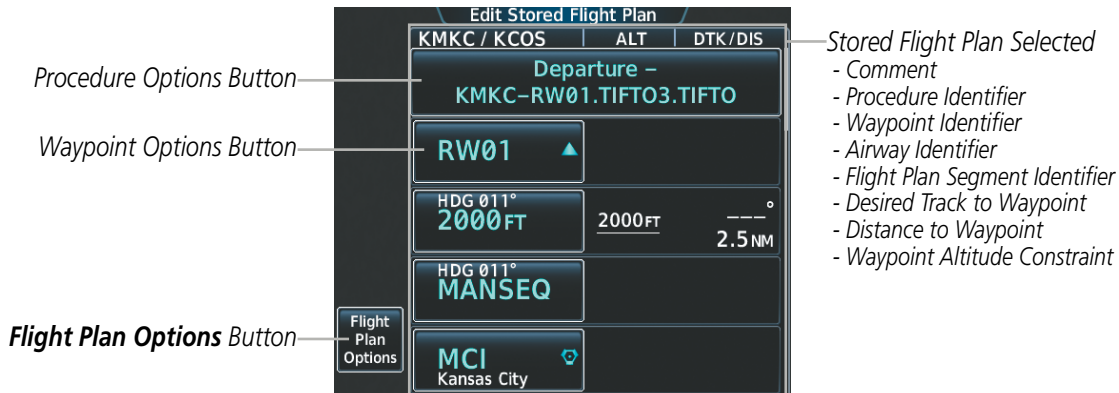 Edit Stored Flight Plan
KMKC / KCOS ALT DTK/DIS
Departure –
KMKC–RW01.TIFTO3.TIFTO
RW01
HDG 011°
2000FT
2000FT
___°
2.5NM
HDG 011°
MANSEQ
MCI
Kansas City
Flight
Plan
Options
Procedure Options Button
Waypoint Options Button
Flight Plan Options Button
Stored Flight Plan Selected
- Comment
- Procedure Identifier
- Waypoint Identifier
- Airway Identifier
- Flight Plan Segment Identifier
- Desired Track to Waypoint
- Distance to Waypoint
- Waypoint Altitude Constraint